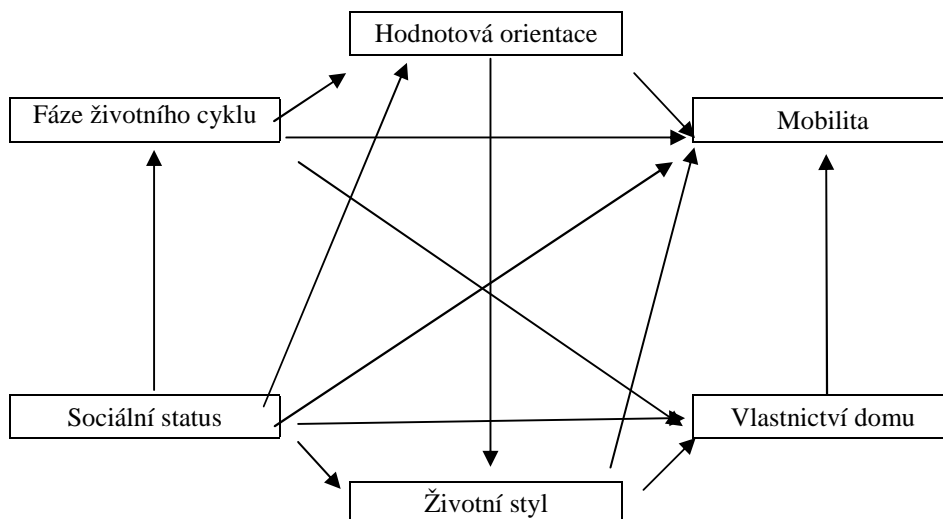 Hodnotová orientace
Fáze životního cyklu
Mobilita
Sociální status
Vlastnictví domu
Životní styl